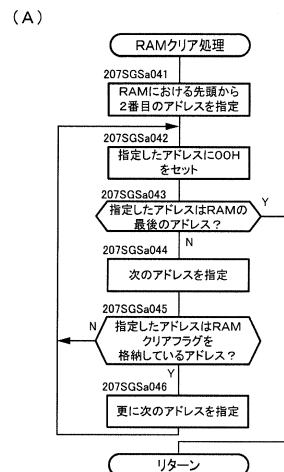 （A）
RAMクリア処理
207SGSa041
RAMにおける先頭から
2番目のアドレスを指定
207SGSa042
指定したアドレスに00H
をセット
207SGSa043
指定したアドレスはRAMの
最後のアドレス？
Y
N
207SGSa044
次のアドレスを指定
207SGSa045
指定したアドレスはRAM
クリアフラグを
格納しているアドレス？
N
Y
207SGSa046
更に次のアドレスを指定
リターン